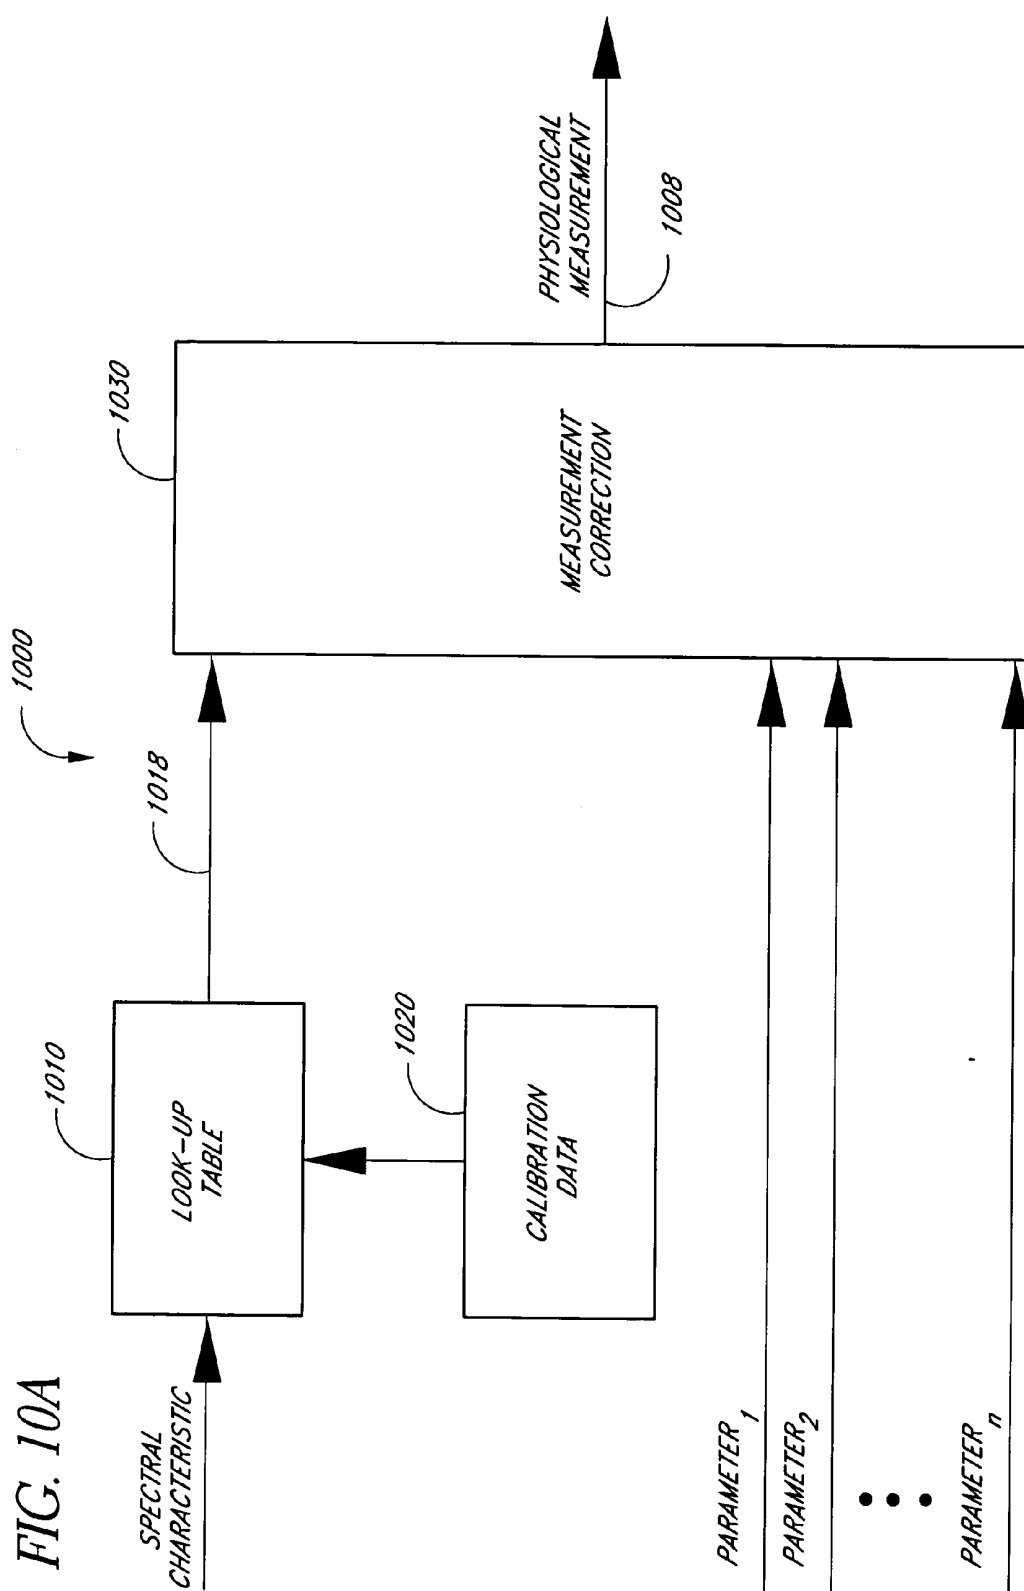 FIG. 10A
1000
SPECTRAL
CHARACTERISTIC
1010
LOOK-UP
TABLE
1018
1020
CALIBRATION
DATA
1030
MEASUREMENT
CORRECTION
PHYSIOLOGICAL
MEASUREMENT
1008
PARAMETER1
PARAMETER2
PARAMETERn